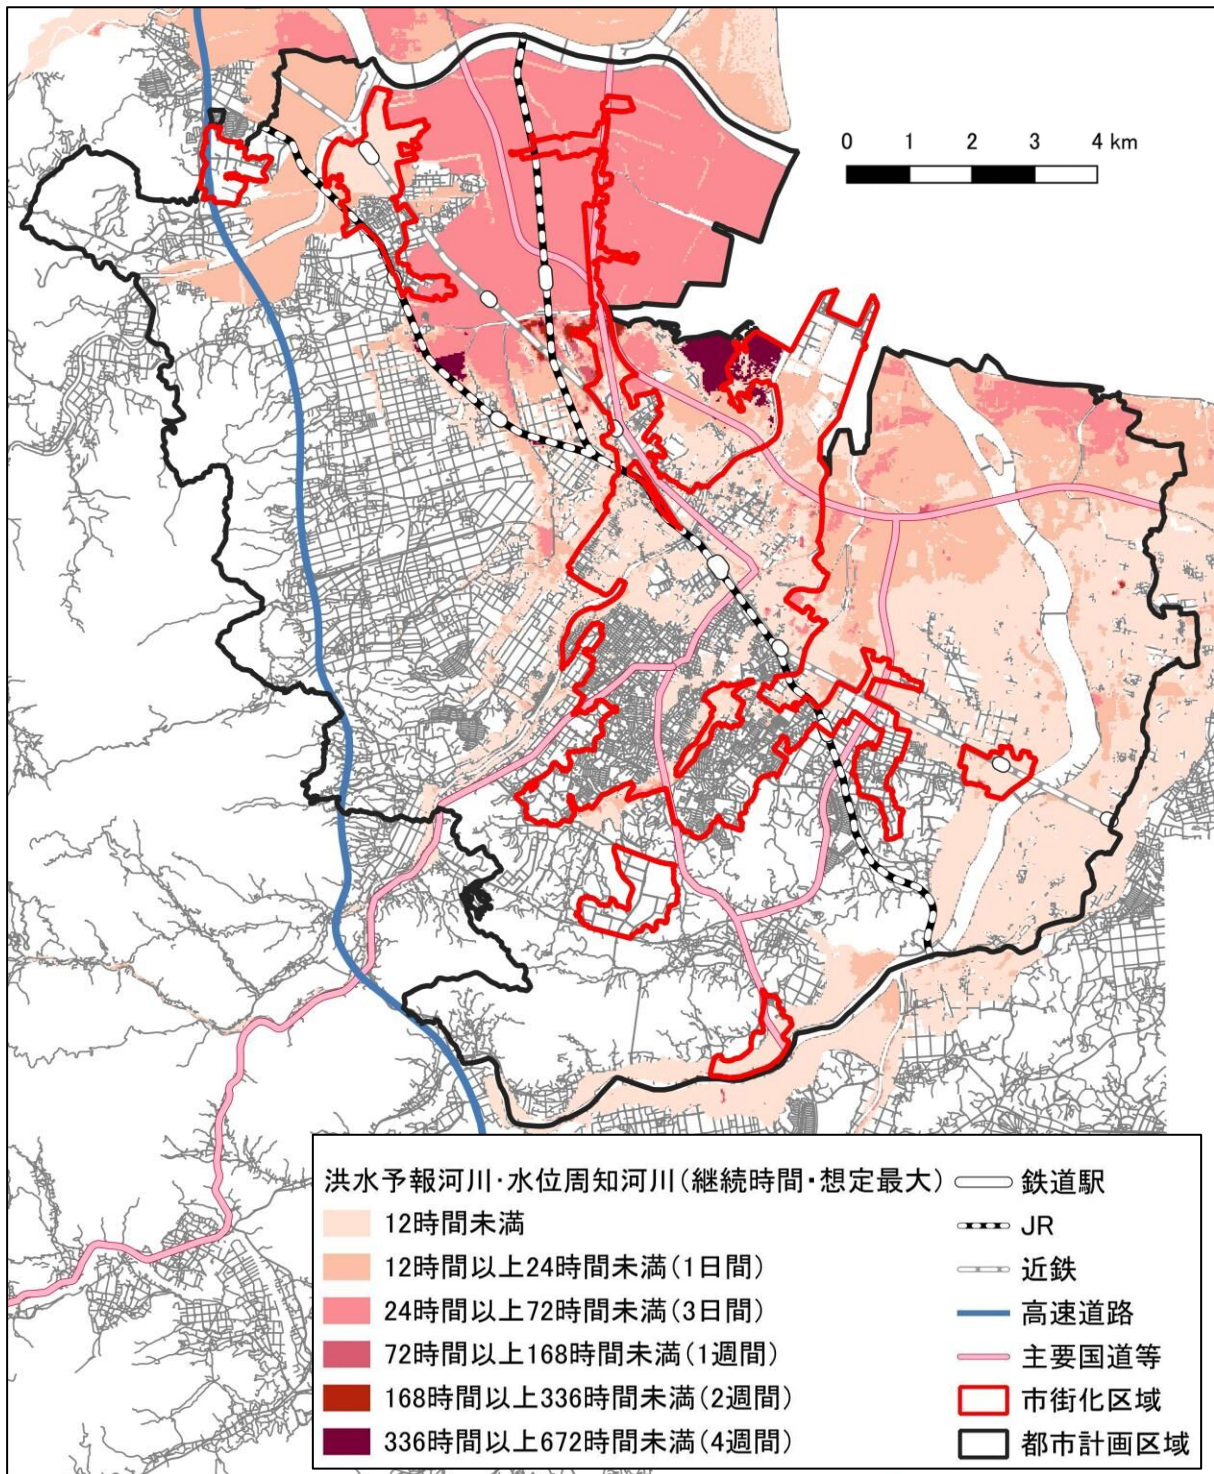 0 1 2 3 4 km
洪水予報河川・水位周知河川(継続時間・想定最大)
12時間未満
12時間以上24時間未満(1日間)
24時間以上72時間未満(3日間)
72時間以上168時間未満(1週間)
168時間以上336時間未満(2週間)
336時間以上672時間未満(4週間)
鉄道駅
JR
近鉄
高速道路
主要国道等
市街化区域
都市計画区域